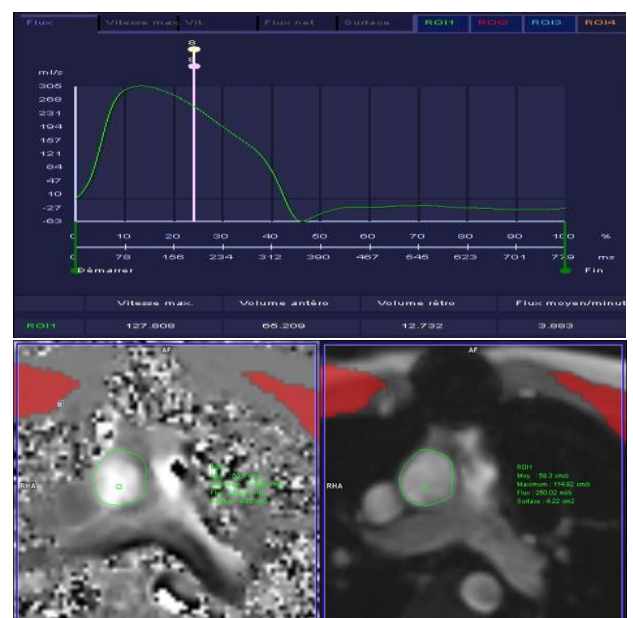 Flux Vitesse max Vit. Flux net Surface ROI1 ROI2 ROI3 ROI4
8
8
ml/s
305
268
231
194
157
121
84
47
10
-27
-63
0 10 20 30 40 50 60 70 80 90 100 %
0 78 156 234 312 390 467 545 623 701 779 ms
Démarrer Fin
Vitesse max. Volume antéro Volume rétro Flux moyen/minut
ROI1 127.808 65.209 12.732 3.883
AF
RHA
AF
RHA
ROI1
Moy. : 59.3 cm/s
Maximum : 114.82 cm/s
Flux : 250.02 ml/s
Surface : 4.22 cm2